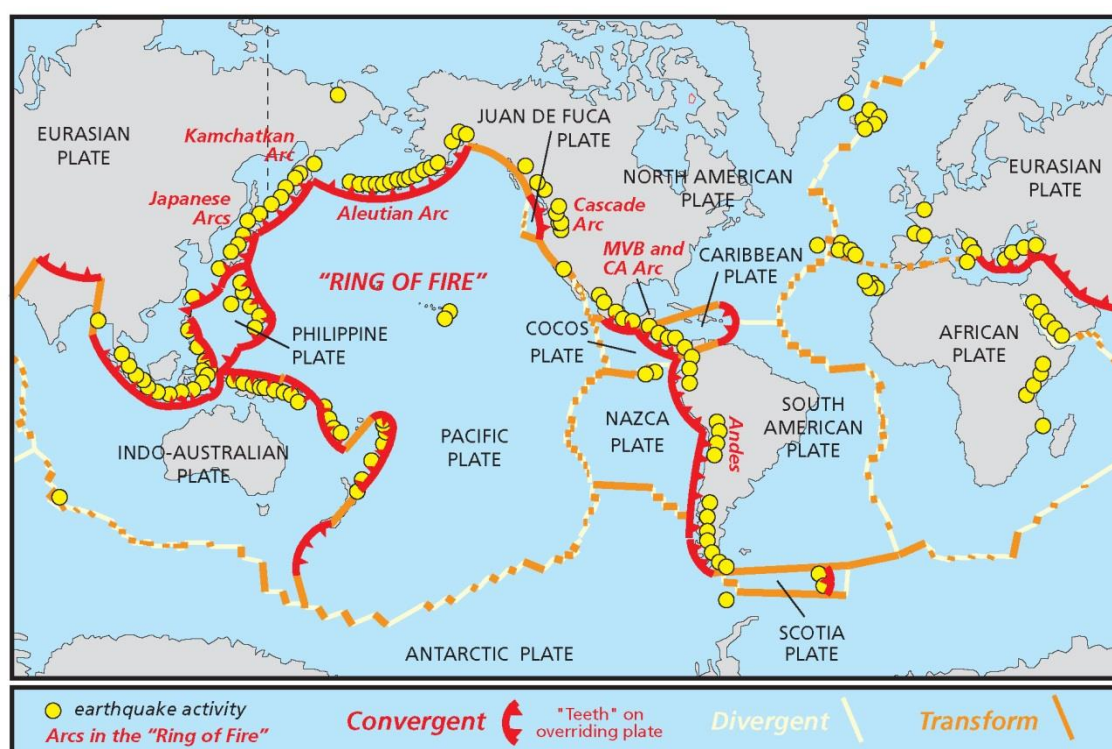 EURASIAN
PLATE
Kamchatkan
Arc
Japanese
Arcs
Aleutian Arc
JUAN DE FUCA
PLATE
NORTH AMERICAN
PLATE
Cascade
Arc
MVB and
CA Arc
CARIBBEAN
PLATE
EURASIAN
PLATE
"RING OF FIRE"
PHILIPPINE
PLATE
COCOS
PLATE
AFRICAN
PLATE
INDO-AUSTRALIAN
PLATE
PACIFIC
PLATE
NAZCA
PLATE
Andes
SOUTH
AMERICAN
PLATE
SCOTIA
PLATE
ANTARCTIC PLATE
earthquake activity
Arcs in the "Ring of Fire"
Convergent
"Teeth" on
overriding plate
Divergent
Transform